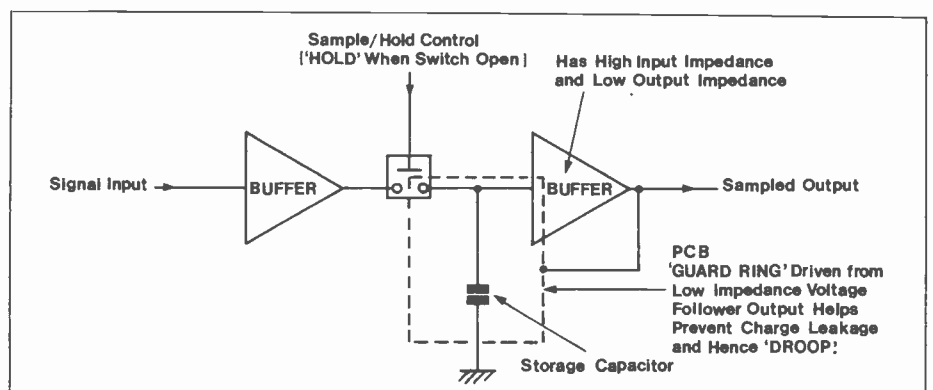 Sample/Hold Control
['HOLD' When Switch Open]
Has High Input Impedance
and Low Output Impedance
Signal Input
BUFFER
BUFFER
Sampled Output
PCB
'GUARD RING' Driven from
Low Impedance Voltage
Follower Output Helps
Prevent Charge Leakage
and Hence 'DROOP'.
Storage Capacitor